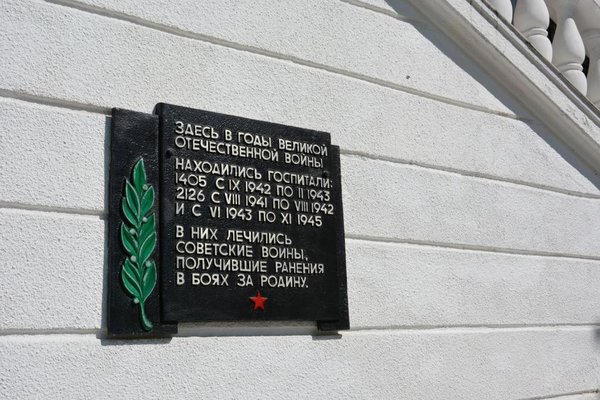 ЗДЕСЬ В ГОДЫ ВЕЛИКОЙ
ОТЕЧЕСТВЕННОЙ ВОЙНЫ
НАХОДИЛИСЬ ГОСПИТАЛИ:
1405 С IX 1942 ПО II 1943
2126 С VIII 1941 ПО VIII 1942
И С VI 1943 ПО XI 1945
В НИХ ЛЕЧИЛИСЬ
СОВЕТСКИЕ ВОИНЫ,
ПОЛУЧИВШИЕ РАНЕНИЯ
В БОЯХ ЗА РОДИНУ.